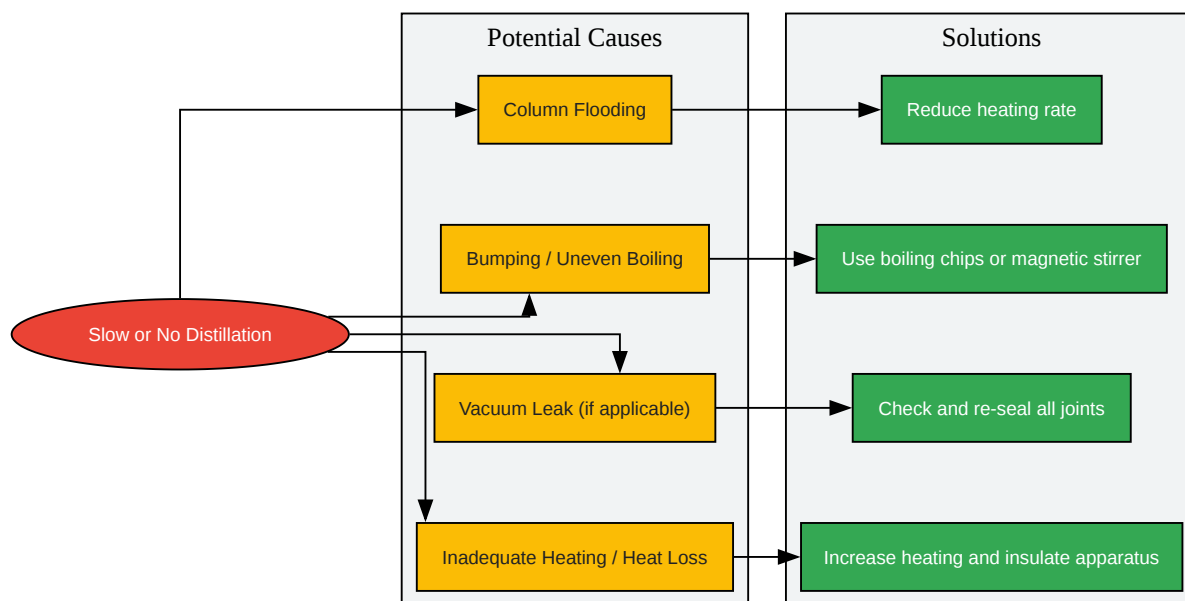 Potential Causes
Solutions
Column Flooding
Reduce heating rate
Bumping / Uneven Boiling
Use boiling chips or magnetic stirrer
Slow or No Distillation
Vacuum Leak (if applicable)
Check and re-seal all joints
Inadequate Heating / Heat Loss
Increase heating and insulate apparatus